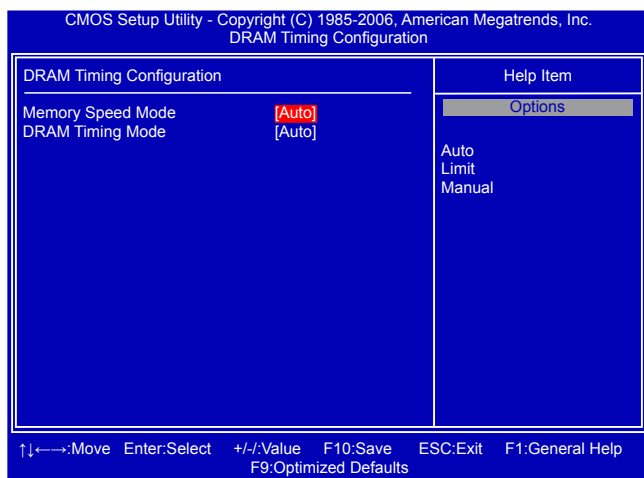 CMOS Setup Utility - Copyright (C) 1985-2006, American Megatrends, Inc.
DRAM Timing Configuration
DRAM Timing Configuration
Help Item
Memory Speed Mode [Auto]
DRAM Timing Mode [Auto]
Options
Auto
Limit
Manual
↑↓←→:Move Enter:Select +/-/:Value F10:Save ESC:Exit F1:General Help
F9:Optimized Defaults